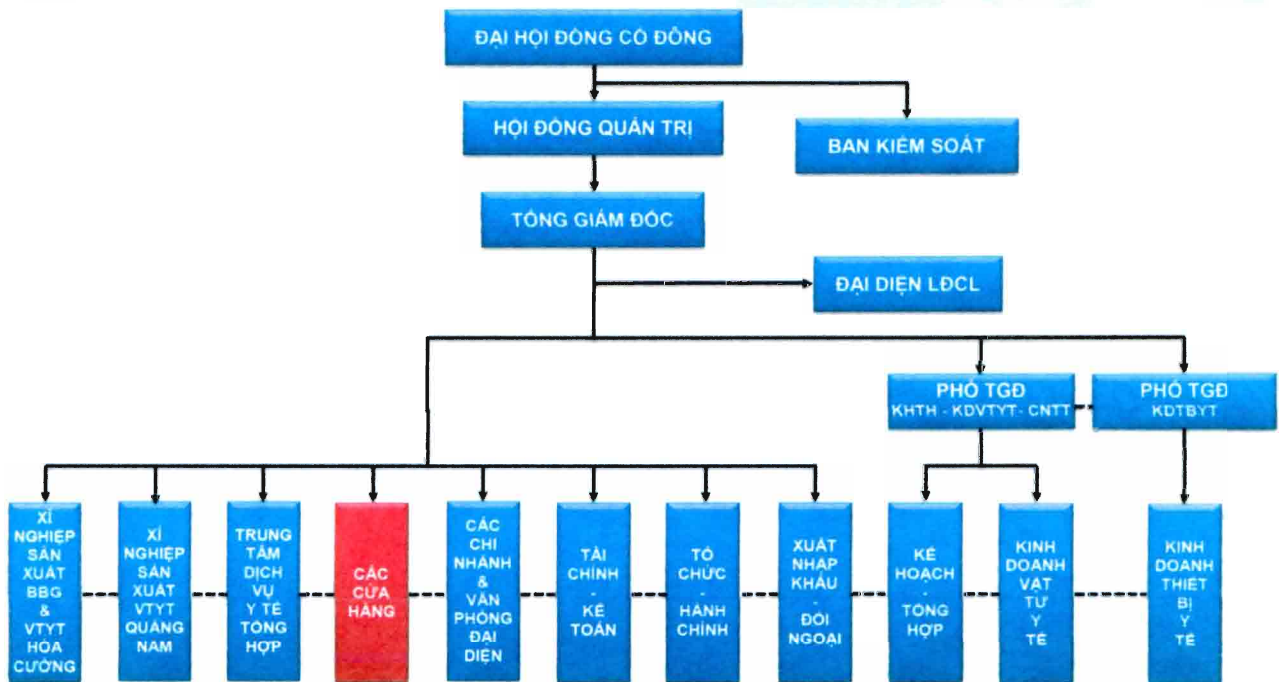 ĐẠI HỘI ĐỒNG CỔ ĐÔNG
HỘI ĐỒNG QUẢN TRỊ
BAN KIỂM SOÁT
TỔNG GIÁM ĐỐC
ĐẠI DIỆN LĐCL
PHÓ TGĐ
KHTH - KDVTYT - CNTT
PHÓ TGĐ
KDTBYT
XÍ
NGHIỆP
SẢN
XUẤT
BBG
&
VTYT
HÒA
CƯỜNG
XÍ
NGHIỆP
SẢN
XUẤT
VTYT
QUẢNG
NAM
TRUNG
TÂM
DỊCH
VỤ
Y TẾ
TỔNG
HỢP
CÁC
CỬA
HÀNG
CÁC
CHI
NHÁNH
&
VĂN
PHÒNG
ĐẠI
DIỆN
TÀI
CHÍNH
-
KẾ
TOÁN
TỔ
CHỨC
-
HÀNH
CHÍNH
XUẤT
NHẬP
KHẨU
-
ĐỐI
NGOẠI
KẾ
HOẠCH
-
TỔNG
HỢP
KINH
DOANH
VẬT
TƯ
Y
TẾ
KINH
DOANH
THIẾT
BỊ
Y
TẾ